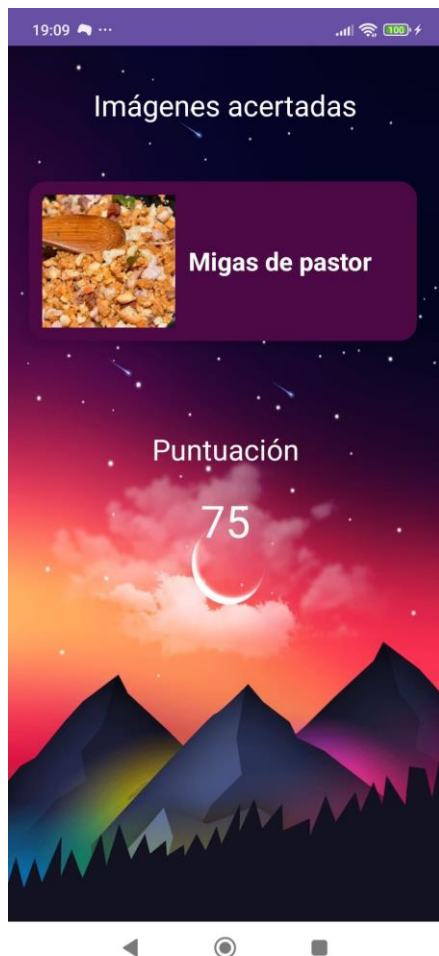 19:09
100
Imágenes acertadas
Migas de pastor
Puntuación
75